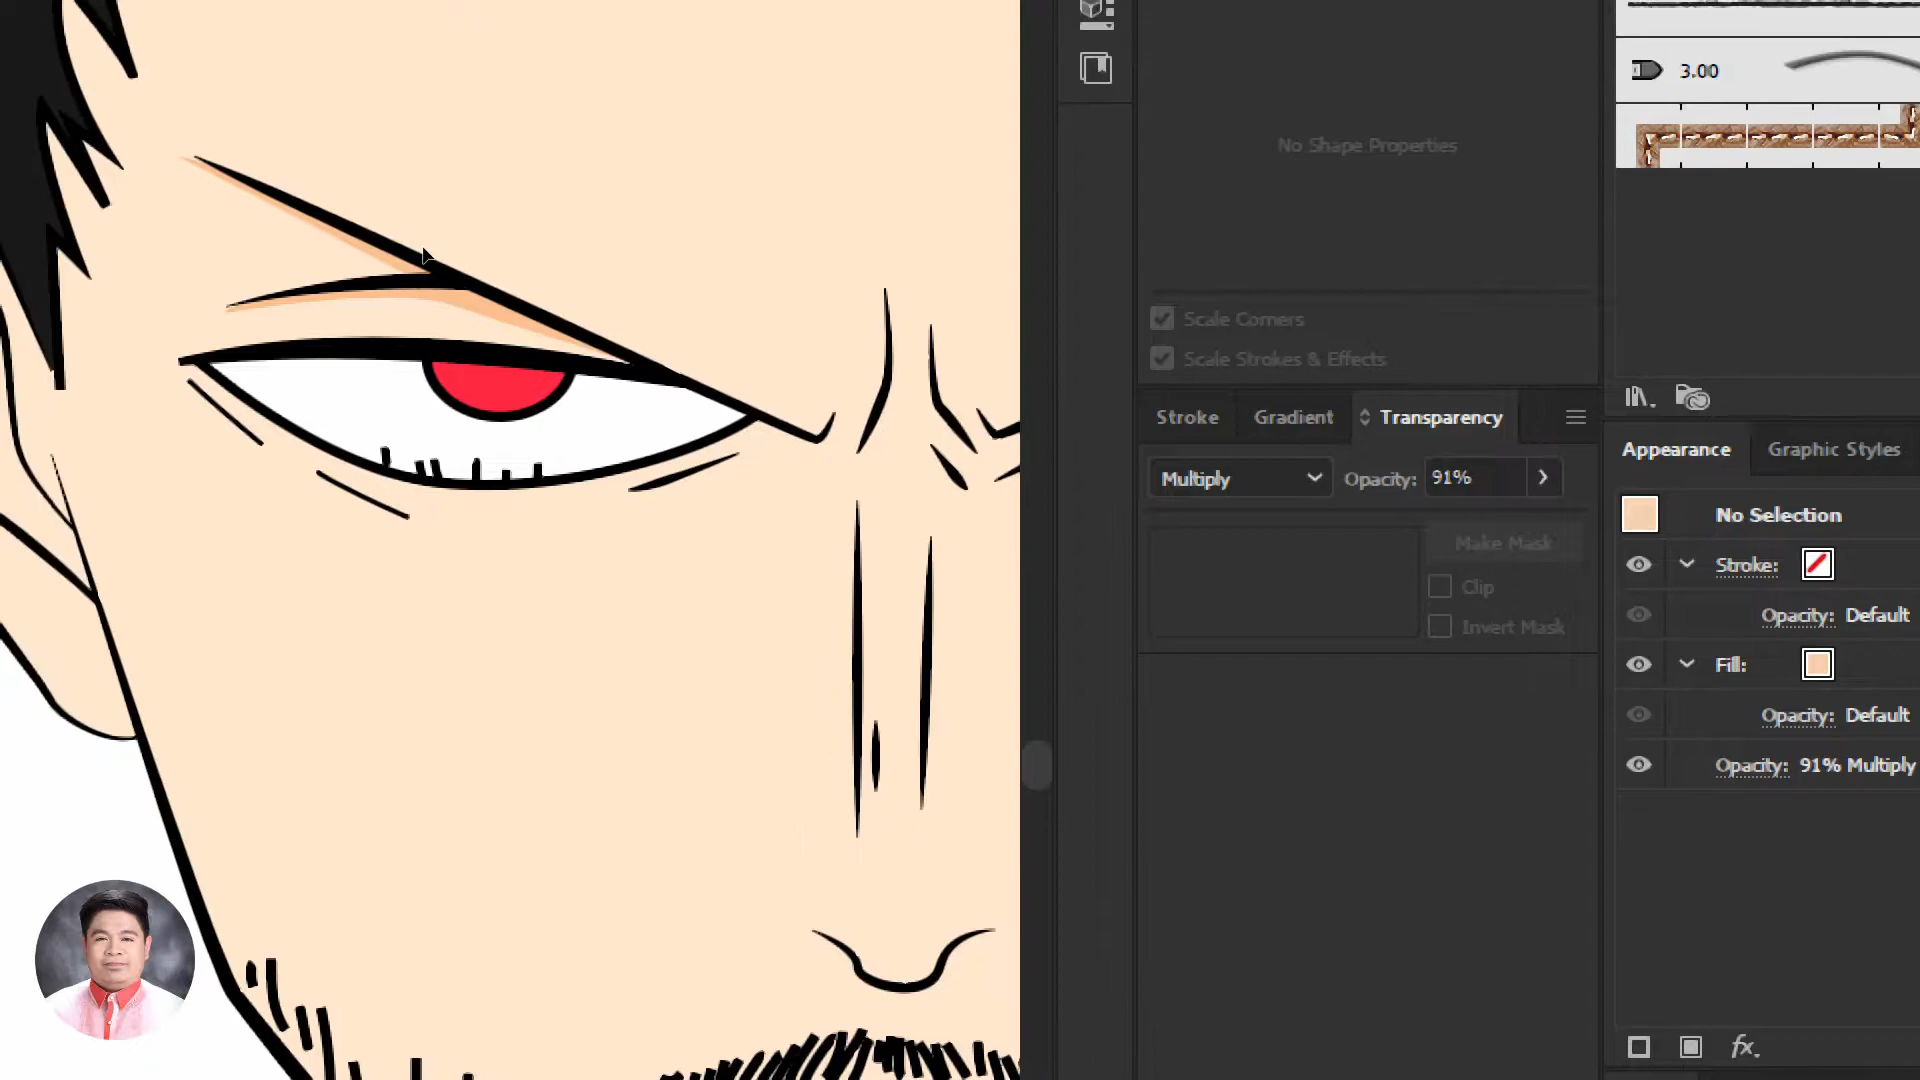 3.00
No Shape Properties
Scale Corners
Scale Strokes & Effects
Stroke
Gradient
Transparency
Multiply
Opacity:
91%
Make Mask
Clip
Invert Mask
Appearance
Graphic Styles
No Selection
Stroke:
Opacity: Default
Fill:
Opacity: Default
Opacity: 91% Multiply
fx.